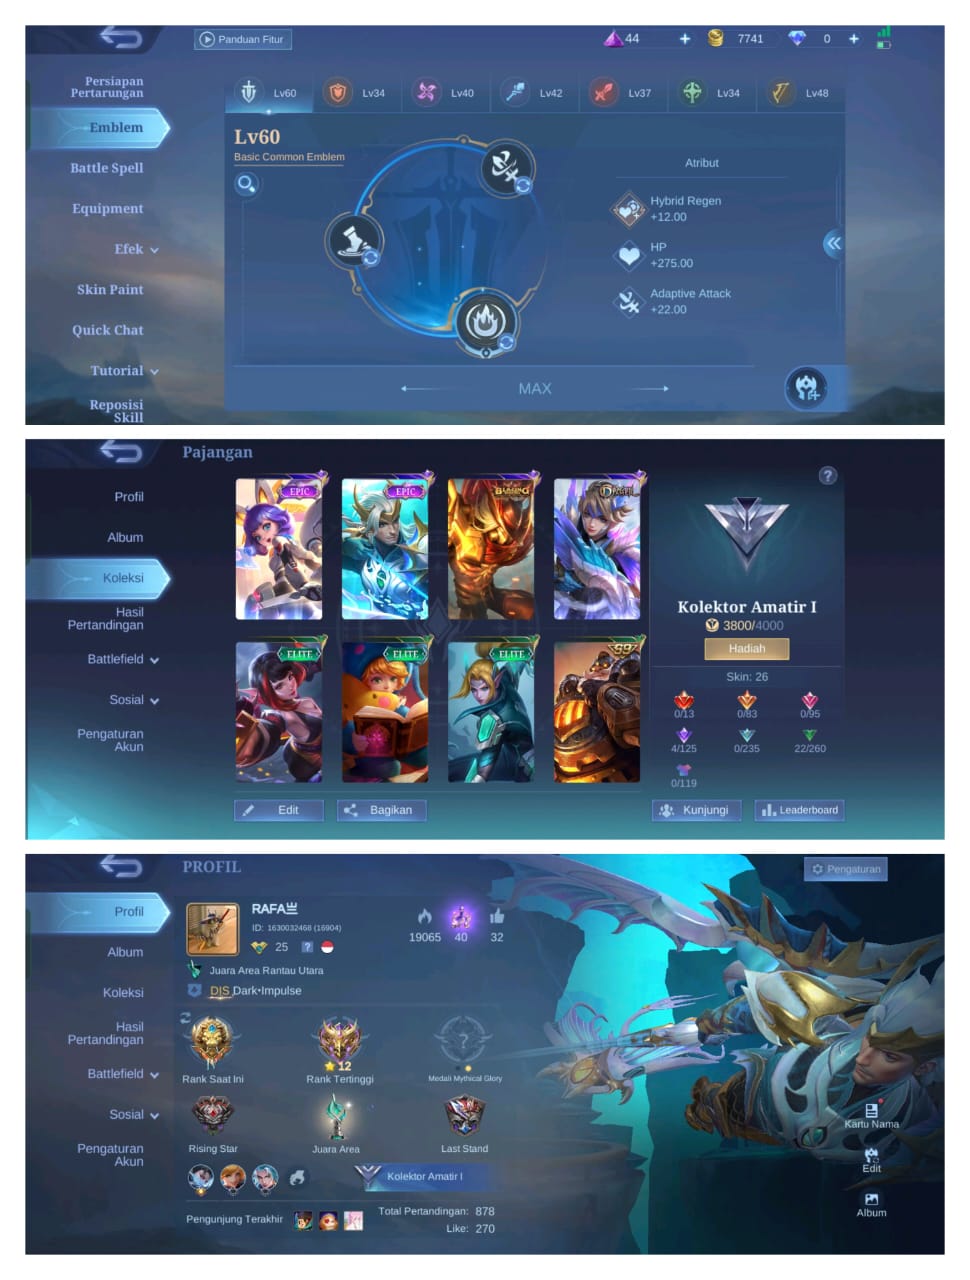 Panduan Fitur
44
7741
0
Persiapan
Pertarungan
Emblem
Battle Spell
Equipment
Efek
Skin Paint
Quick Chat
Tutorial
Reposisi
Skill
Lv60
Lv34
Lv40
Lv42
Lv37
Lv34
Lv48
Lv60
Basic Common Emblem
Atribut
Hybrid Regen
+12.00
HP
+275.00
Adaptive Attack
+22.00
MAX
Pajangan
Profil
Album
Koleksi
Hasil
Pertandingan
Battlefield
Sosial
Pengaturan
Akun
EPIC
EPIC
ELITE
ELITE
ELITE
Edit
Bagikan
?
Kolektor Amatir I
3800/4000
Hadiah
Skin: 26
0/13
0/83
0/95
4/125
0/235
22/260
0/119
Kunjungi
Leaderboard
PROFIL
Pengaturan
Profil
Album
Koleksi
Hasil
Pertandingan
Battlefield
Sosial
Pengaturan
Akun
RAFA
ID: 1630032468 (16904)
25
?
19065
40
32
Juara Area Rantau Utara
DIS Dark•Impulse
Rank Saat Ini
12
Rank Tertinggi
?
Medali Mythical Glory
Rising Star
Juara Area
Last Stand
Kolektor Amatir I
Pengunjung Terakhir
Total Pertandingan: 878
Like: 270
Kartu Nama
Edit
Album